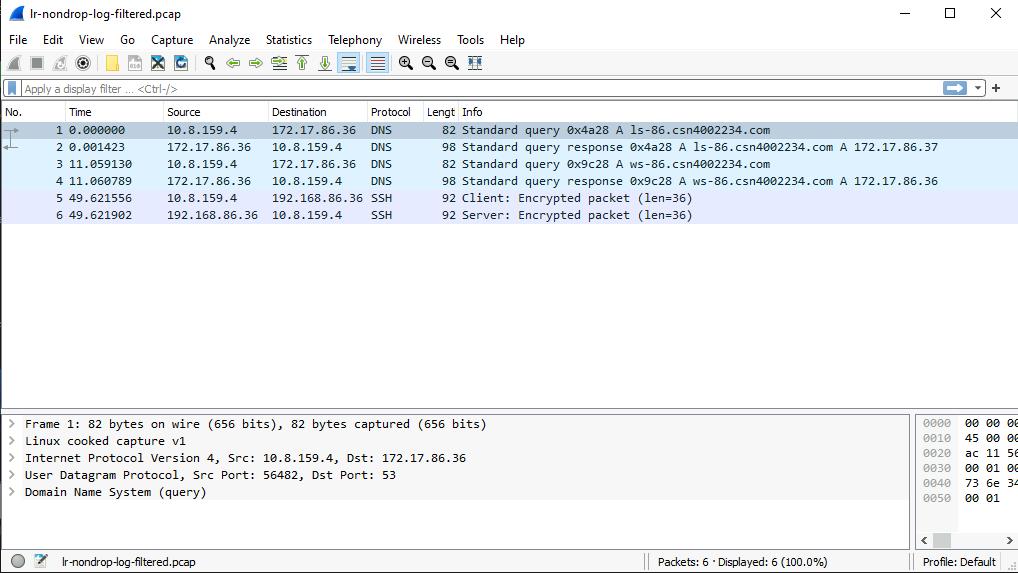 lr-nondrop-log-filtered.pcap
File Edit View Go Capture Analyze Statistics Telephony Wireless Tools Help
Apply a display filter ... <Ctrl-/>
No. Time Source Destination Protocol Lengt Info
1 0.000000 10.8.159.4 172.17.86.36 DNS 82 Standard query 0x4a28 A ls-86.csn4002234.com
2 0.001423 172.17.86.36 10.8.159.4 DNS 98 Standard query response 0x4a28 A ls-86.csn4002234.com A 172.17.86.37
3 11.059130 10.8.159.4 172.17.86.36 DNS 82 Standard query 0x9c28 A ws-86.csn4002234.com
4 11.060789 172.17.86.36 10.8.159.4 DNS 98 Standard query response 0x9c28 A ws-86.csn4002234.com A 172.17.86.36
5 49.621556 10.8.159.4 192.168.86.36 SSH 92 Client: Encrypted packet (len=36)
6 49.621902 192.168.86.36 10.8.159.4 SSH 92 Server: Encrypted packet (len=36)
Frame 1: 82 bytes on wire (656 bits), 82 bytes captured (656 bits)
Linux cooked capture v1
Internet Protocol Version 4, Src: 10.8.159.4, Dst: 172.17.86.36
User Datagram Protocol, Src Port: 56482, Dst Port: 53
Domain Name System (query)
0000 00 00 00
0010 45 00 00
0020 ac 11 56
0030 00 01 00
0040 73 6e 34
0050 00 01
lr-nondrop-log-filtered.pcap
Packets: 6 · Displayed: 6 (100.0%)
Profile: Default